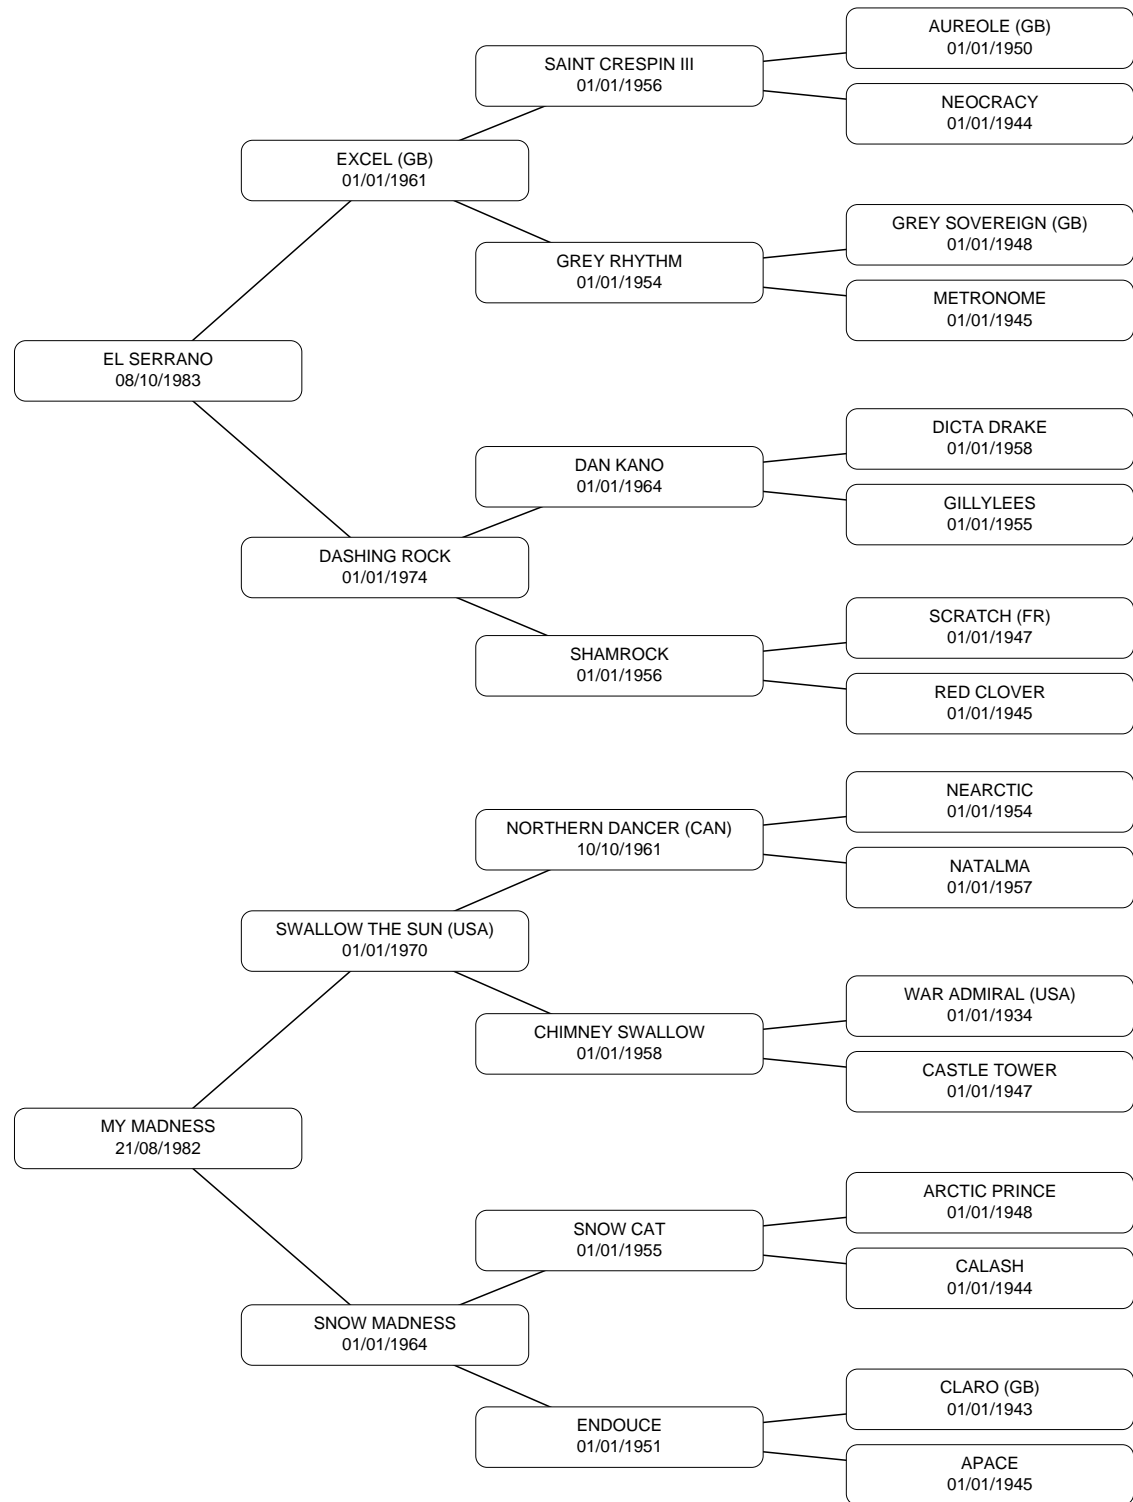 AUREOLE (GB)
01/01/1950
SAINT CRESPIN III
01/01/1956
NEOCRACY
01/01/1944
EXCEL (GB)
01/01/1961
GREY SOVEREIGN (GB)
01/01/1948
GREY RHYTHM
01/01/1954
METRONOME
01/01/1945
EL SERRANO
08/10/1983
DICTA DRAKE
01/01/1958
DAN KANO
01/01/1964
GILLYLEES
01/01/1955
DASHING ROCK
01/01/1974
SCRATCH (FR)
01/01/1947
SHAMROCK
01/01/1956
RED CLOVER
01/01/1945
NEARCTIC
01/01/1954
NORTHERN DANCER (CAN)
10/10/1961
NATALMA
01/01/1957
SWALLOW THE SUN (USA)
01/01/1970
WAR ADMIRAL (USA)
01/01/1934
CHIMNEY SWALLOW
01/01/1958
CASTLE TOWER
01/01/1947
MY MADNESS
21/08/1982
ARCTIC PRINCE
01/01/1948
SNOW CAT
01/01/1955
CALASH
01/01/1944
SNOW MADNESS
01/01/1964
CLARO (GB)
01/01/1943
ENDOUCE
01/01/1951
APACE
01/01/1945